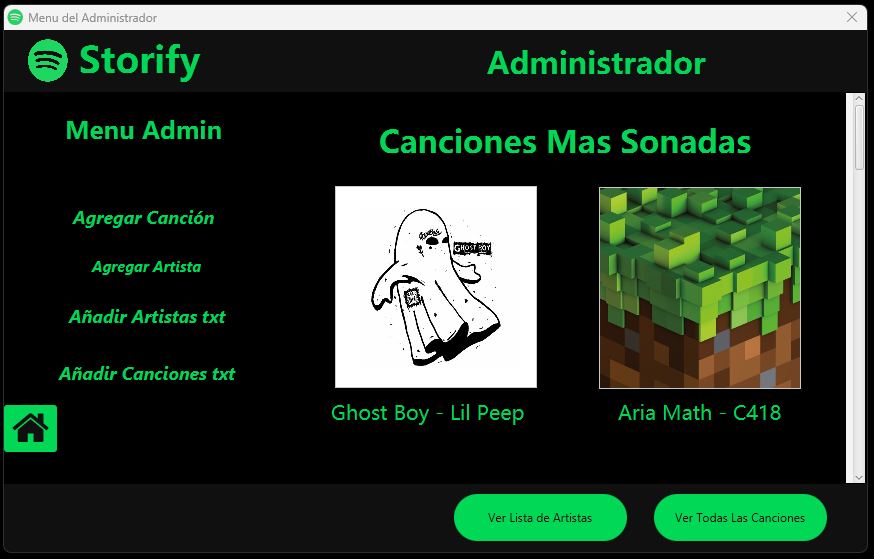 Menu del Administrador
Storify
Administrador
Menu Admin
Canciones Mas Sonadas
Agregar Canción
Agregar Artista
Añadir Artistas txt
Añadir Canciones txt
GHOST BOY
Ghost Boy - Lil Peep
Aria Math - C418
Ver Lista de Artistas
Ver Todas Las Canciones